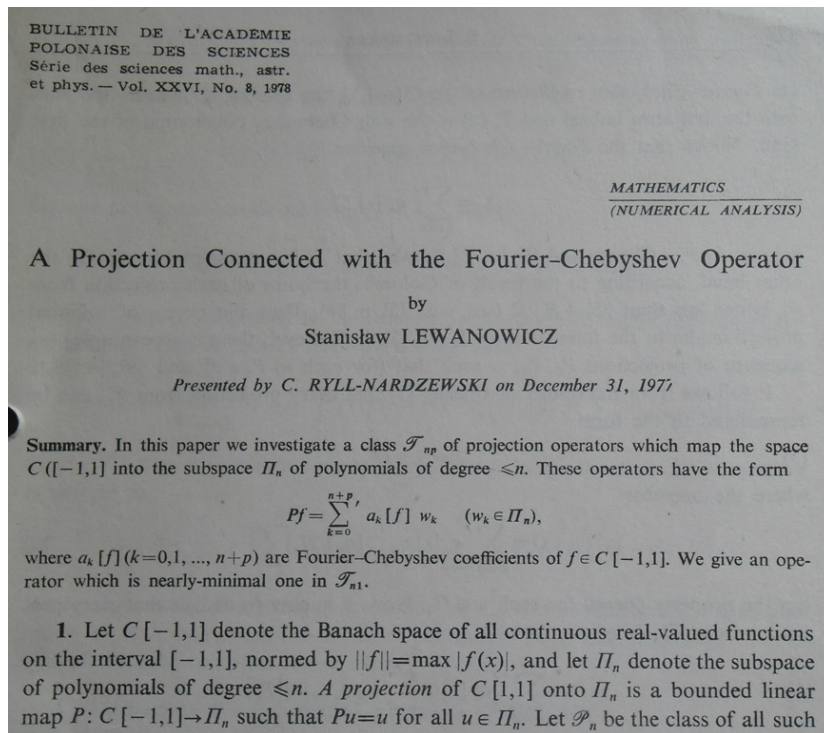 BULLETIN DE L'ACADÉMIE
POLONAISE DES SCIENCES
Série des sciences math., astr.
et phys. — Vol. XXVI, No. 8, 1978
MATHEMATICS
(NUMERICAL ANALYSIS)
A Projection Connected with the Fourier–Chebyshev Operator
by
Stanisław LEWANOWICZ
Presented by C. RYLL-NARDZEWSKI on December 31, 1977
Summary. In this paper we investigate a class 𝒯ₙₚ of projection operators which map the space
C ([−1,1] into the subspace Πₙ of polynomials of degree ⩽n. These operators have the form
n+p
Pf= ∑′ aₖ [f] wₖ (wₖ ∈ Πₙ),
k=0
where aₖ [f] (k=0,1, ..., n+p) are Fourier–Chebyshev coefficients of f∈ C [−1,1]. We give an ope-
rator which is nearly-minimal one in 𝒯ₙ₁.
1. Let C [−1,1] denote the Banach space of all continuous real-valued functions
on the interval [−1,1], normed by ||f||=max |f(x)|, and let Πₙ denote the subspace
of polynomials of degree ⩽n. A projection of C [1,1] onto Πₙ is a bounded linear
map P: C [−1,1]→Πₙ such that Pu=u for all u∈ Πₙ. Let 𝒫ₙ be the class of all such